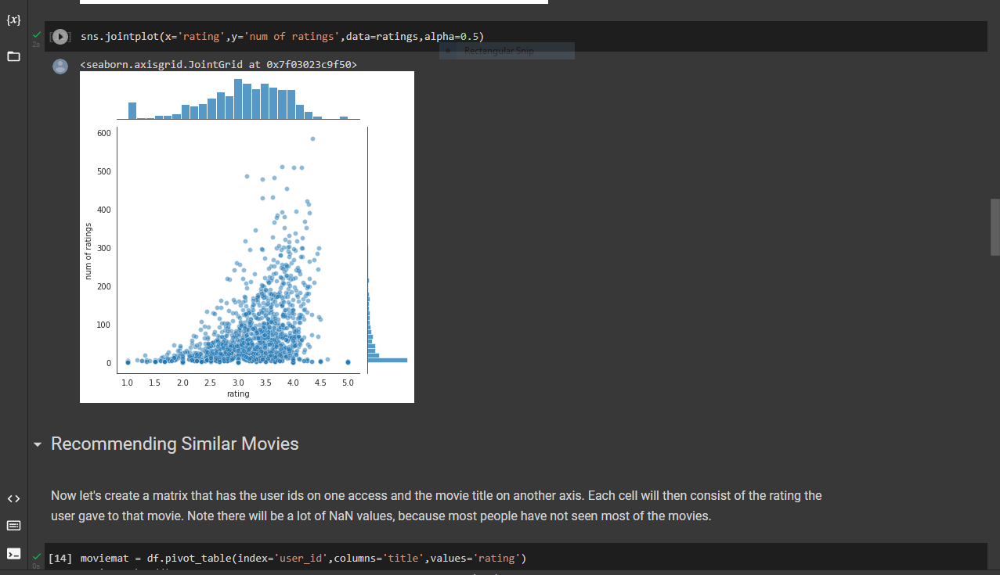 {x}
2s
[ ]
sns.jointplot(x='rating',y='num of ratings',data=ratings,alpha=0.5)
Rectangular Snip
<seaborn.axisgrid.JointGrid at 0x7f03023c9f50>
600
500
400
300
200
100
0
num of ratings
1.0 1.5 2.0 2.5 3.0 3.5 4.0 4.5 5.0
rating
Recommending Similar Movies
Now let's create a matrix that has the user ids on one access and the movie title on another axis. Each cell will then consist of the rating the
user gave to that movie. Note there will be a lot of NaN values, because most people have not seen most of the movies.
0s
[14] moviemat = df.pivot_table(index='user_id',columns='title',values='rating')